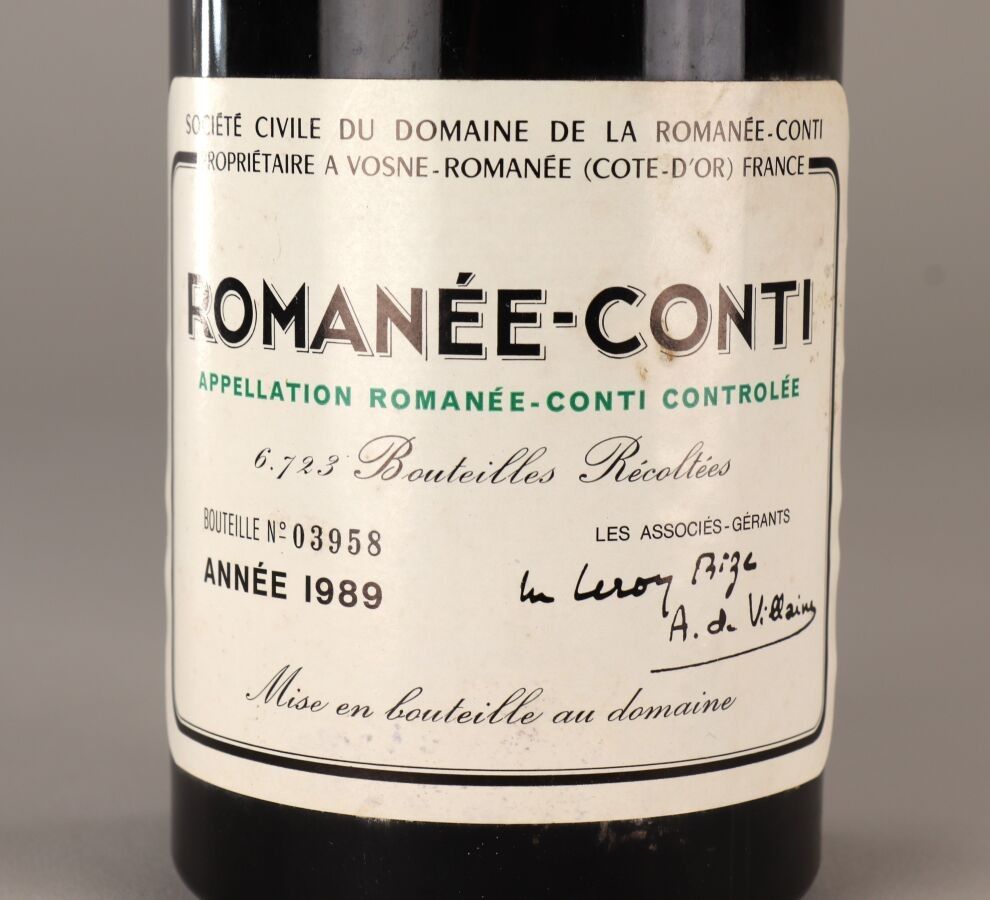 SOCIÉTÉ CIVILE DU DOMAINE DE LA ROMANÉE-CONTI
PROPRIÉTAIRE A VOSNE-ROMANÉE (COTE-D'OR) FRANCE
ROMANÉE-CONTI
APPELLATION ROMANÉE-CONTI CONTROLÉE
6.723 Bouteilles Récoltées
BOUTEILLE Nº 03958
ANNÉE 1989
LES ASSOCIÉS-GÉRANTS
Leroy Bize
A. de Villaine
Mise en bouteille au domaine